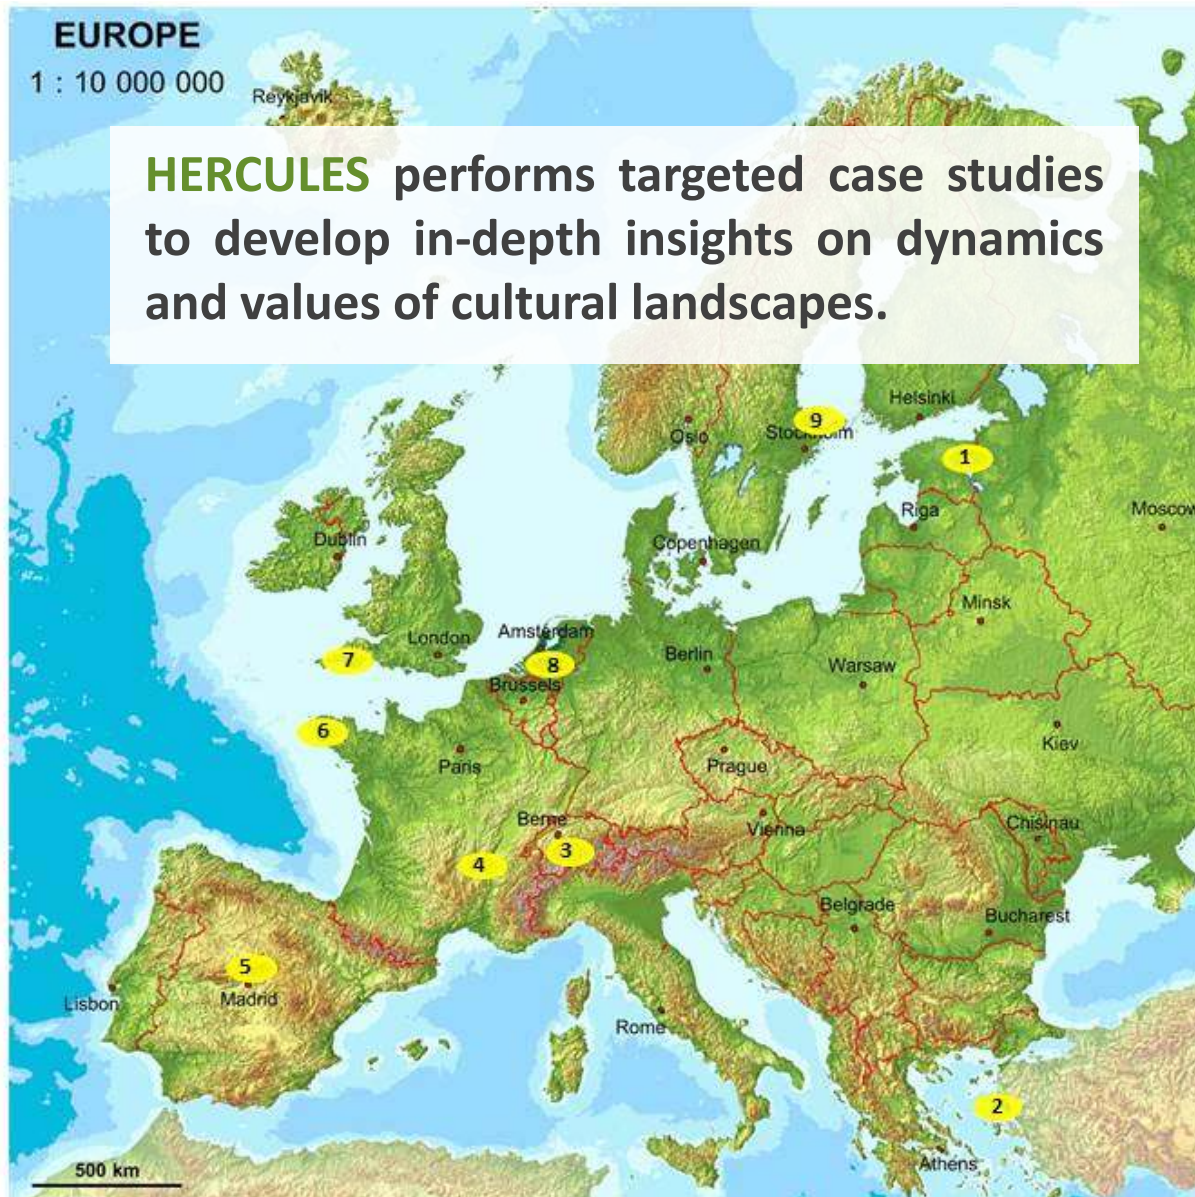 EUROPE
1 : 10 000 000
Reykjavik
HERCULES performs targeted case studies
to develop in-depth insights on dynamics
and values of cultural landscapes.
Helsinki
9
Oslo
Stockholm
1
Riga
Moscow
Dublin
Copenhagen
Minsk
London
Amsterdam
7
8
Berlin
Warsaw
Brussels
6
Kiev
Paris
Prague
Berne
Vienna
Chisinau
3
4
Belgrade
Bucharest
5
Lisbon
Madrid
Rome
2
500 km
Athens